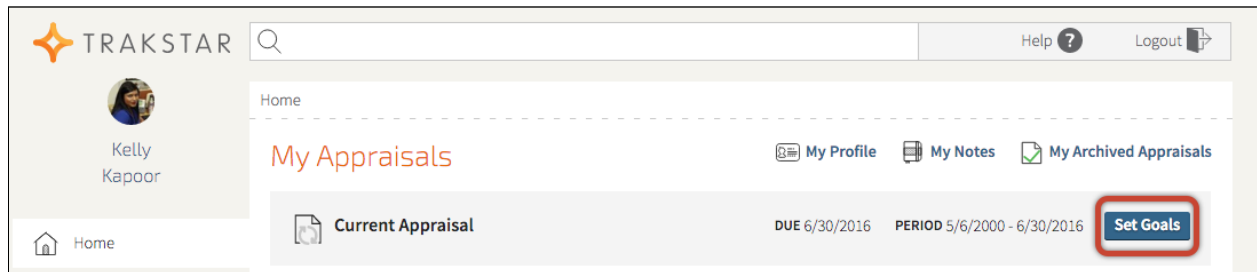 TRAKSTAR
Help ?
Logout
Kelly
Kapoor
Home
Home
My Appraisals
My Profile
My Notes
My Archived Appraisals
Current Appraisal
DUE 6/30/2016
PERIOD 5/6/2000 - 6/30/2016
Set Goals